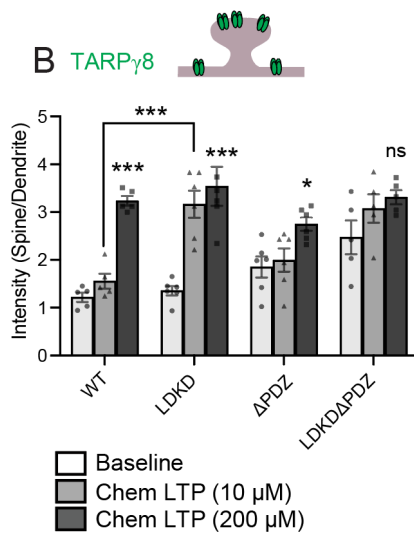 B TARPγ8
Intensity (Spine/Dendrite)
5
4
3
2
1
0
***
***
***
*
ns
WT
LDKD
ΔPDZ
LDKDΔPDZ
Baseline
Chem LTP (10 μM)
Chem LTP (200 μM)